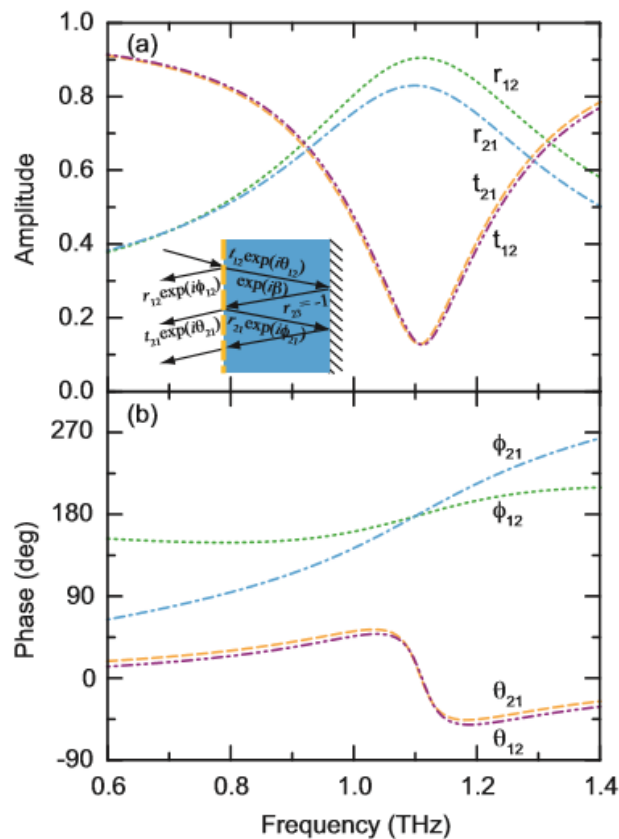 (a)
1.0
0.8
0.6
0.4
0.2
0.0
Amplitude
r₁₂
r₂₁
t₂₁
t₁₂
t₁₂exp(iθ₁₂)
r₁₂exp(iϕ₁₂)
exp(iβ)
r₂₃= -1
t₂₁exp(iθ₂₁)
r₂₁exp(iϕ₂₁)
(b)
270
180
90
0
-90
Phase (deg)
ϕ₂₁
ϕ₁₂
θ₂₁
θ₁₂
0.6 0.8 1.0 1.2 1.4
Frequency (THz)